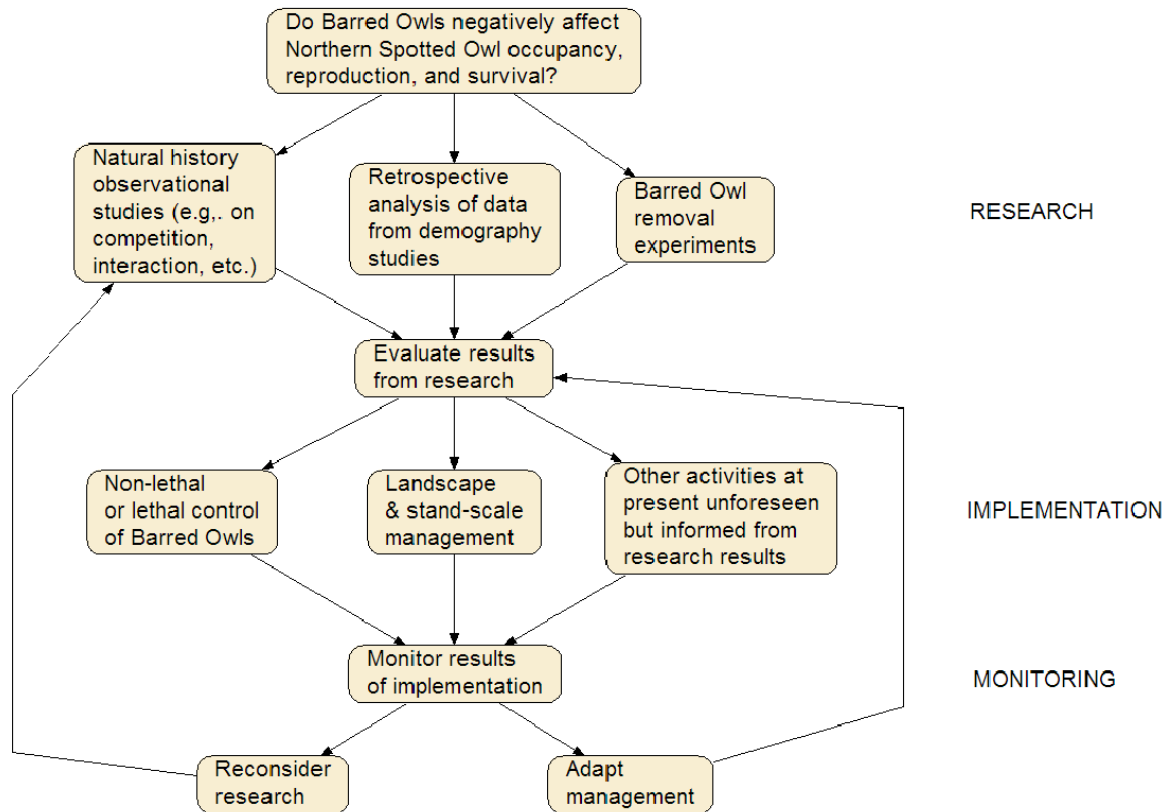 Do Barred Owls negatively affect
Northern Spotted Owl occupancy,
reproduction, and survival?
Natural history
observational
studies (e.g,. on
competition,
interaction, etc.)
Retrospective
analysis of data
from demography
studies
Barred Owl
removal
experiments
RESEARCH
Evaluate results
from research
Non-lethal
or lethal control
of Barred Owls
Landscape
& stand-scale
management
Other activities at
present unforeseen
but informed from
research results
IMPLEMENTATION
Monitor results
of implementation
MONITORING
Reconsider
research
Adapt
management